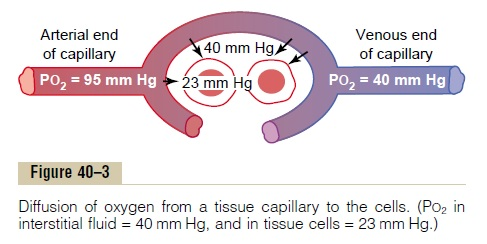 Arterial end
of capillary
Venous end
of capillary
40 mm Hg
PO₂ = 95 mm Hg
23 mm Hg
PO₂ = 40 mm Hg
Figure 40–3
Diffusion of oxygen from a tissue capillary to the cells. (PO₂ in
interstitial fluid = 40 mm Hg, and in tissue cells = 23 mm Hg.)